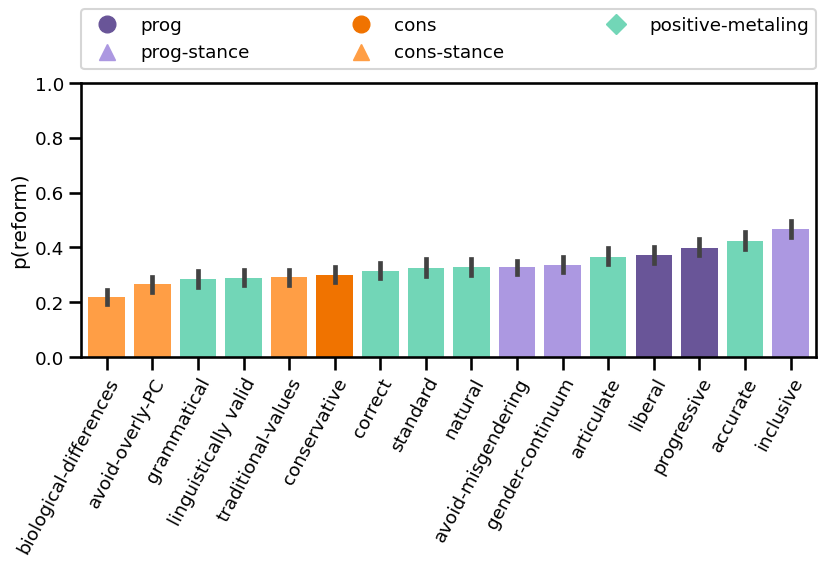 prog
cons
positive-metaling
prog-stance
cons-stance
p(reform)
1.0
0.8
0.6
0.4
0.2
0.0
biological-differences
avoid-overly-PC
grammatical
linguistically valid
traditional-values
conservative
correct
standard
natural
avoid-misgendering
gender-continuum
articulate
liberal
progressive
accurate
inclusive